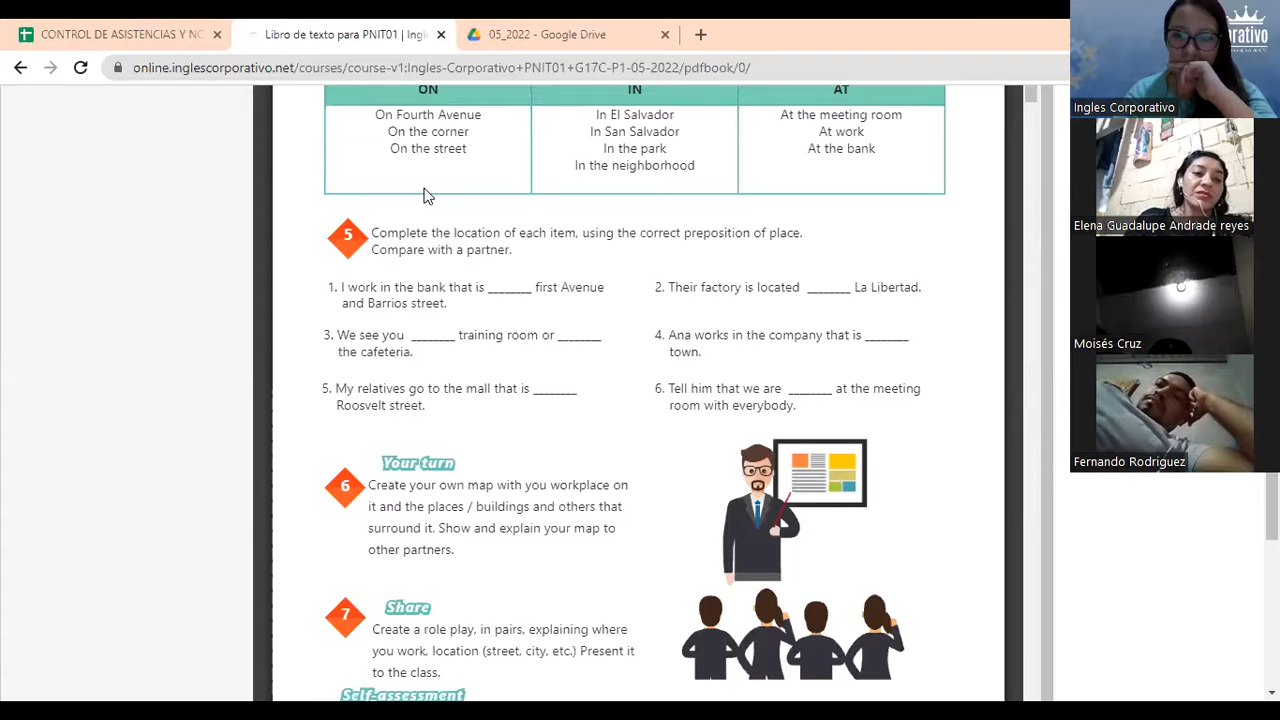 CONTROL DE ASISTENCIAS Y NO
Libro de texto para PNIT01 | Ingle
05_2022 - Google Drive
online.inglescorporativo.net/courses/course-v1:Ingles-Corporativo+PNIT01+G17C-P1-05-2022/pdfbook/0/
ON IN AT
On Fourth Avenue
On the corner
On the street
In El Salvador
In San Salvador
In the park
In the neighborhood
At the meeting room
At work
At the bank
5 Complete the location of each item, using the correct preposition of place.
Compare with a partner.
1. I work in the bank that is ________ first Avenue
and Barrios street.
2. Their factory is located ________ La Libertad.
3. We see you ________ training room or ________
the cafeteria.
4. Ana works in the company that is ________
town.
5. My relatives go to the mall that is ________
Roosvelt street.
6. Tell him that we are ________ at the meeting
room with everybody.
Your turn
6 Create your own map with you workplace on
it and the places / buildings and others that
surround it. Show and explain your map to
other partners.
Share
7 Create a role play, in pairs, explaining where
you work, location (street, city, etc.) Present it
to the class.
Self-assessment
orativo
Ingles Corporativo
Elena Guadalupe Andrade reyes
Moisés Cruz
Fernando Rodriguez